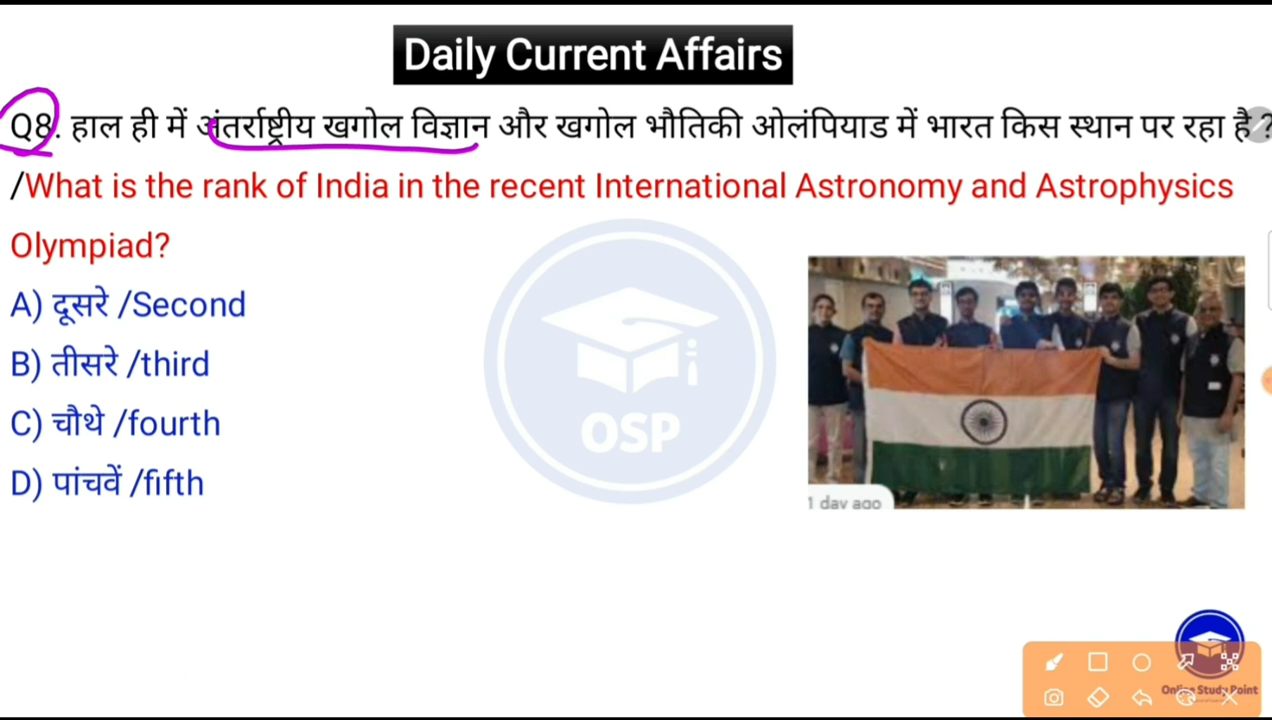 Daily Current Affairs
Q8. हाल ही में अंतर्राष्ट्रीय खगोल विज्ञान और खगोल भौतिकी ओलंपियाड में भारत किस स्थान पर रहा है ?
/What is the rank of India in the recent International Astronomy and Astrophysics
Olympiad?
A) दूसरे /Second
B) तीसरे /third
C) चौथे /fourth
D) पांचवें /fifth
OSP
1 day ago
Online Study Point